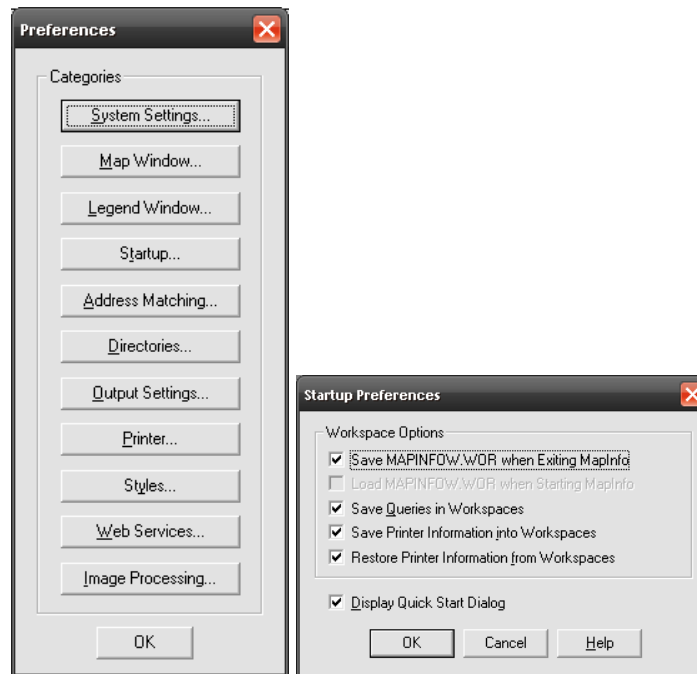 Preferences
Categories
System Settings...
Map Window...
Legend Window...
Startup...
Address Matching...
Directories...
Output Settings...
Printer...
Styles...
Web Services...
Image Processing...
OK
Startup Preferences
Workspace Options
Save MAPINFOW.WOR when Exiting MapInfo
Load MAPINFOW.WOR when Starting MapInfo
Save Queries in Workspaces
Save Printer Information into Workspaces
Restore Printer Information from Workspaces
Display Quick Start Dialog
OK Cancel Help